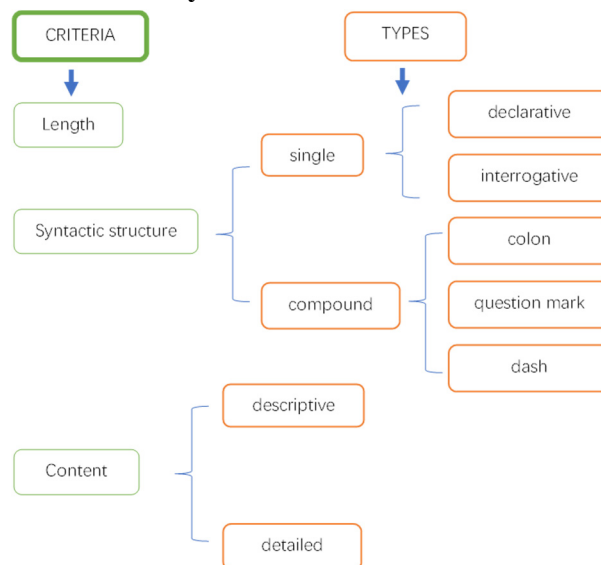 CRITERIA
TYPES
Length
declarative
single
interrogative
Syntactic structure
colon
compound
question mark
dash
descriptive
Content
detailed